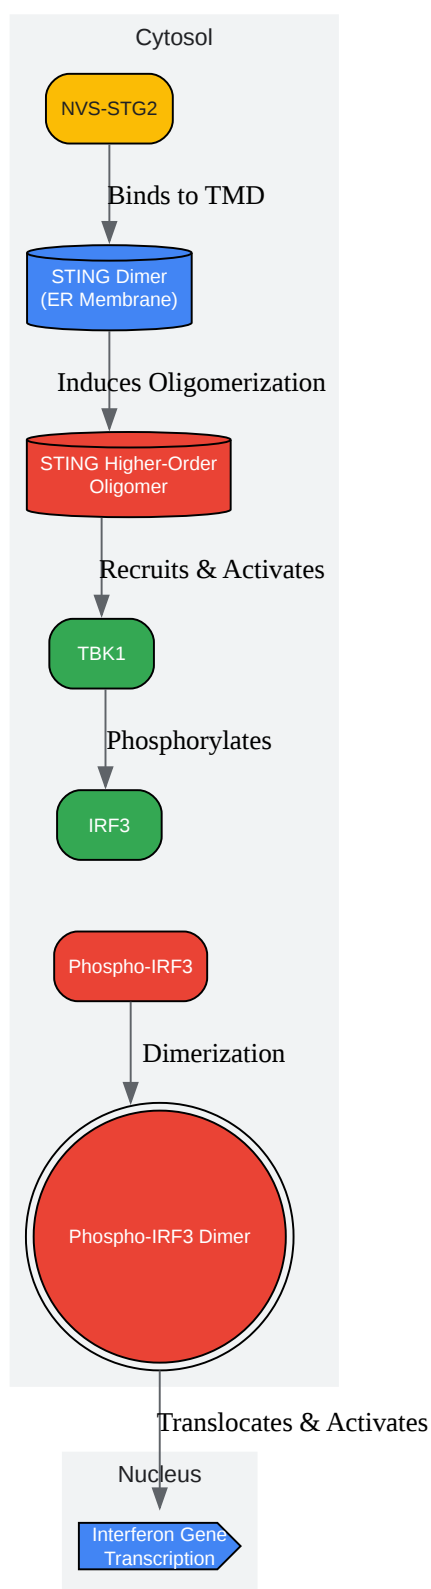 Cytosol
NVS-STG2
Binds to TMD
STING Dimer
(ER Membrane)
Induces Oligomerization
STING Higher-Order
Oligomer
Recruits & Activates
TBK1
Phosphorylates
IRF3
Phospho-IRF3
Dimerization
Phospho-IRF3 Dimer
Translocates & Activates
Nucleus
Interferon Gene
Transcription